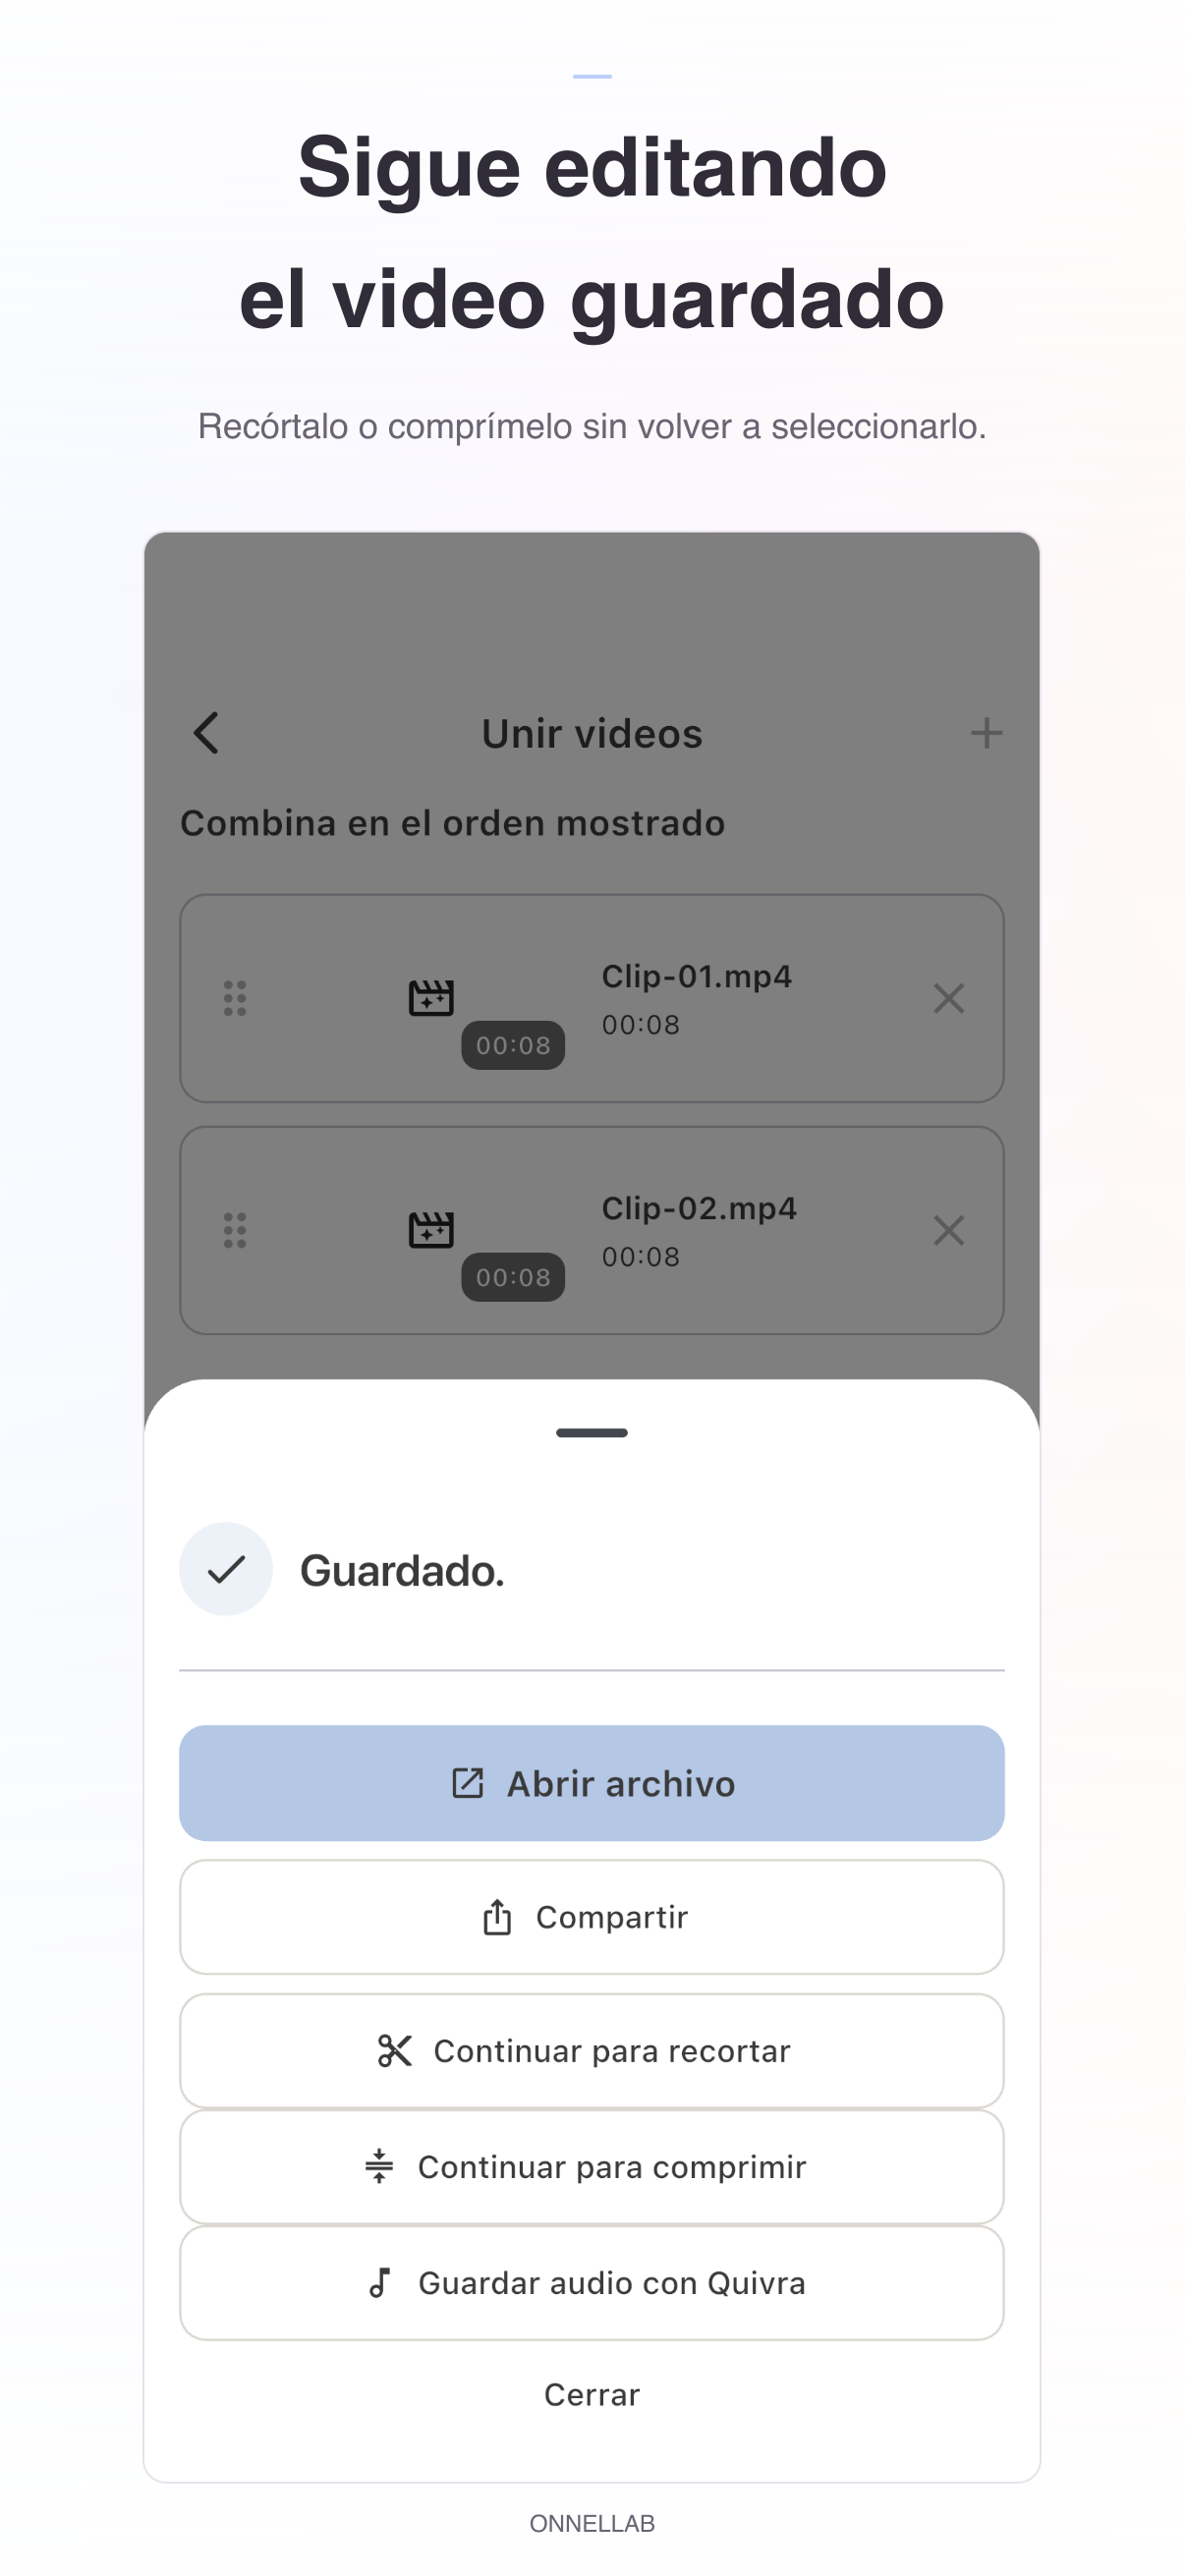 Sigue editando
el video guardado
Recórtalo o comprímelo sin volver a seleccionarlo.
Unir videos
Combina en el orden mostrado
Clip-01.mp4
00:08
00:08
Clip-02.mp4
00:08
00:08
Guardado.
Abrir archivo
Compartir
Continuar para recortar
Continuar para comprimir
Guardar audio con Quivra
Cerrar
ONNELLAB